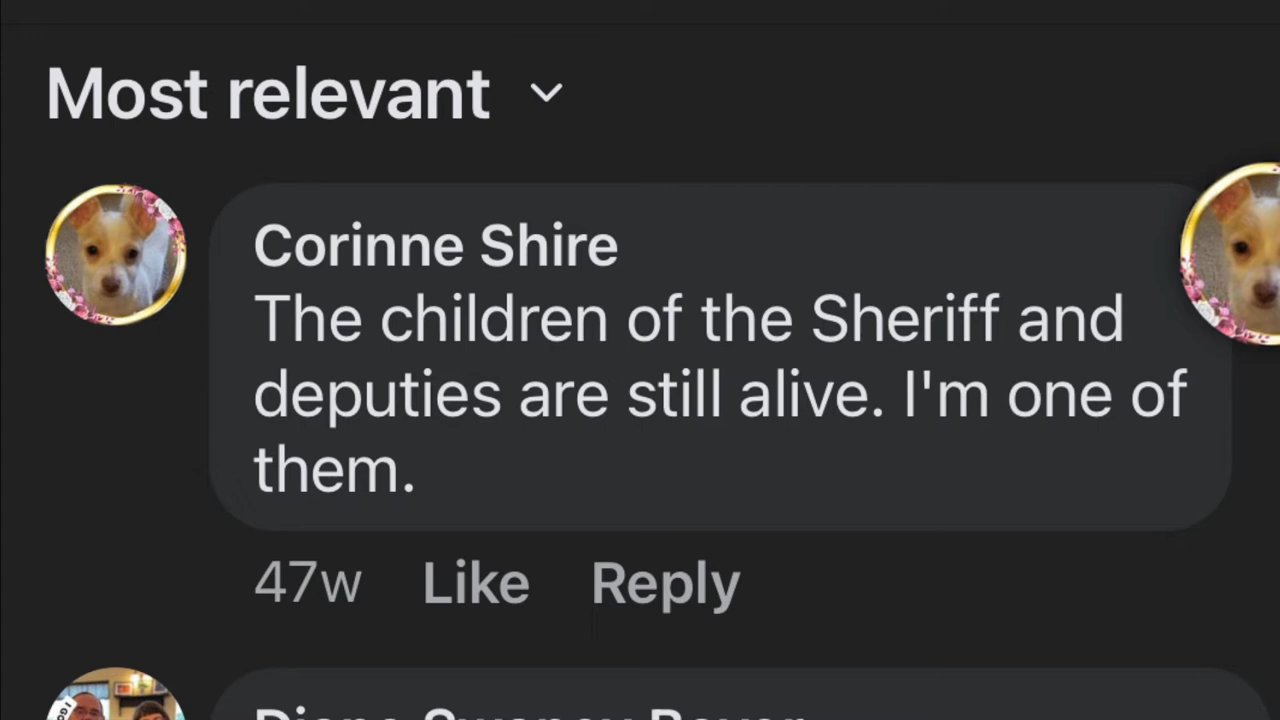 Most relevant
Corinne Shire
The children of the Sheriff and
deputies are still alive. I'm one of
them.
47w Like Reply